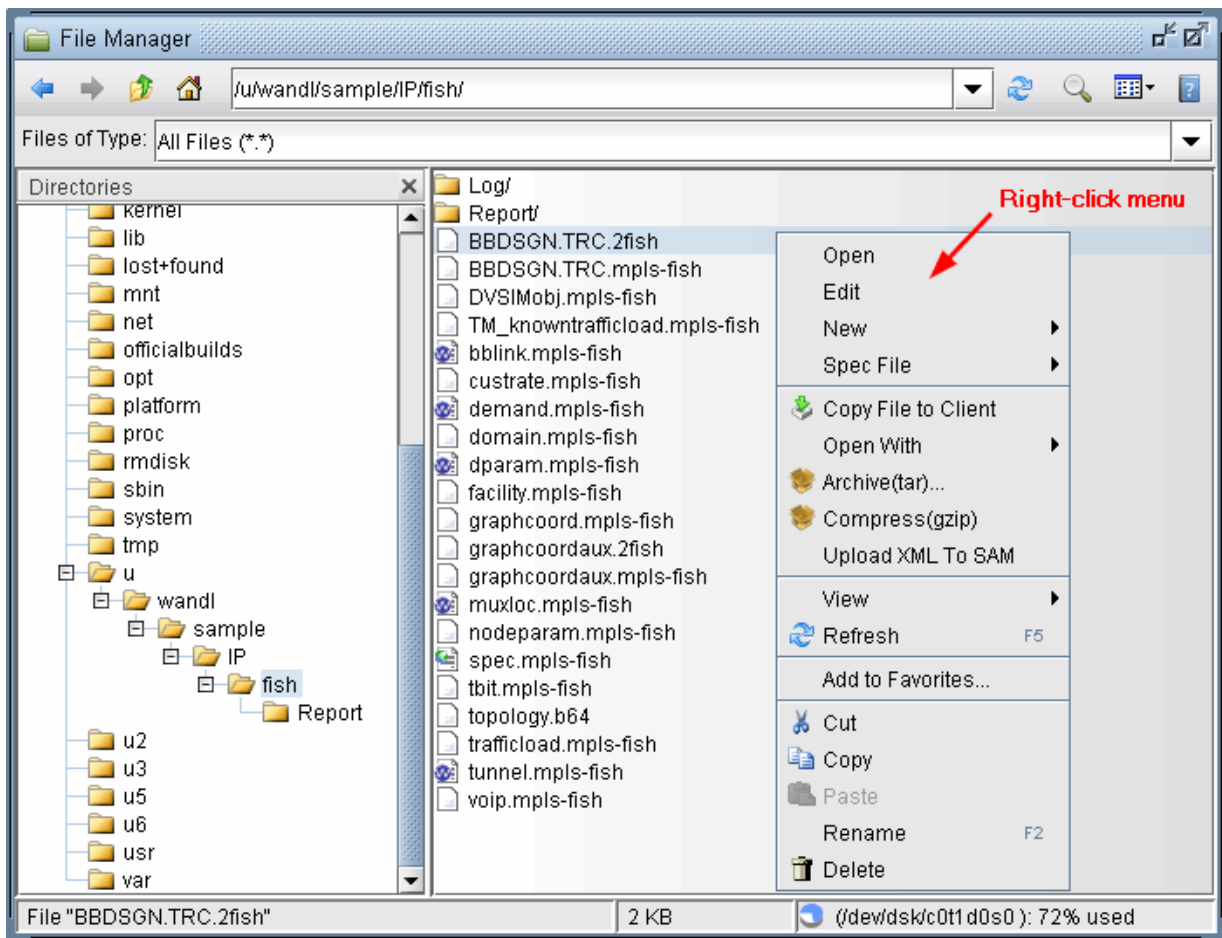 File Manager
/u/wandl/sample/IP/fish/
Files of Type: All Files (*.*)
Directories
kernel
lib
lost+found
mnt
net
officialbuilds
opt
platform
proc
rmdisk
sbin
system
tmp
u
wandl
sample
IP
fish
Report
u2
u3
u5
u6
usr
var
Log/
Report/
BBDSGN.TRC.2fish
BBDSGN.TRC.mpls-fish
DVSIMobj.mpls-fish
TM_knowntrafficload.mpls-fish
bblink.mpls-fish
custrate.mpls-fish
demand.mpls-fish
domain.mpls-fish
dparam.mpls-fish
facility.mpls-fish
graphcoord.mpls-fish
graphcoordaux.2fish
graphcoordaux.mpls-fish
muxloc.mpls-fish
nodeparam.mpls-fish
spec.mpls-fish
tbit.mpls-fish
topology.b64
trafficload.mpls-fish
tunnel.mpls-fish
voip.mpls-fish
Right-click menu
Open
Edit
New
Spec File
Copy File to Client
Open With
Archive(tar)...
Compress(gzip)
Upload XML To SAM
View
Refresh F5
Add to Favorites...
Cut
Copy
Paste
Rename F2
Delete
File "BBDSGN.TRC.2fish" 2 KB (/dev/dsk/c0t1d0s0 ): 72% used